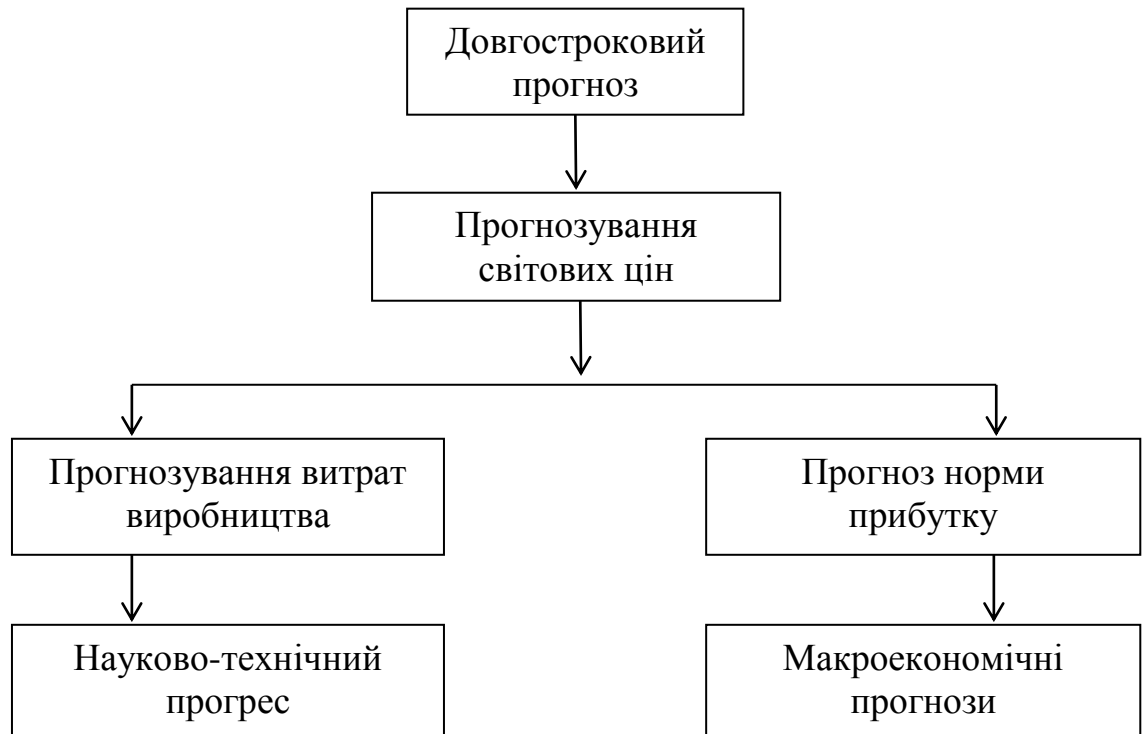 Довгостроковий
прогноз
Прогнозування
світових цін
Прогнозування витрат
виробництва
Прогноз норми
прибутку
Науково-технічний
прогрес
Макроекономічні
прогнози